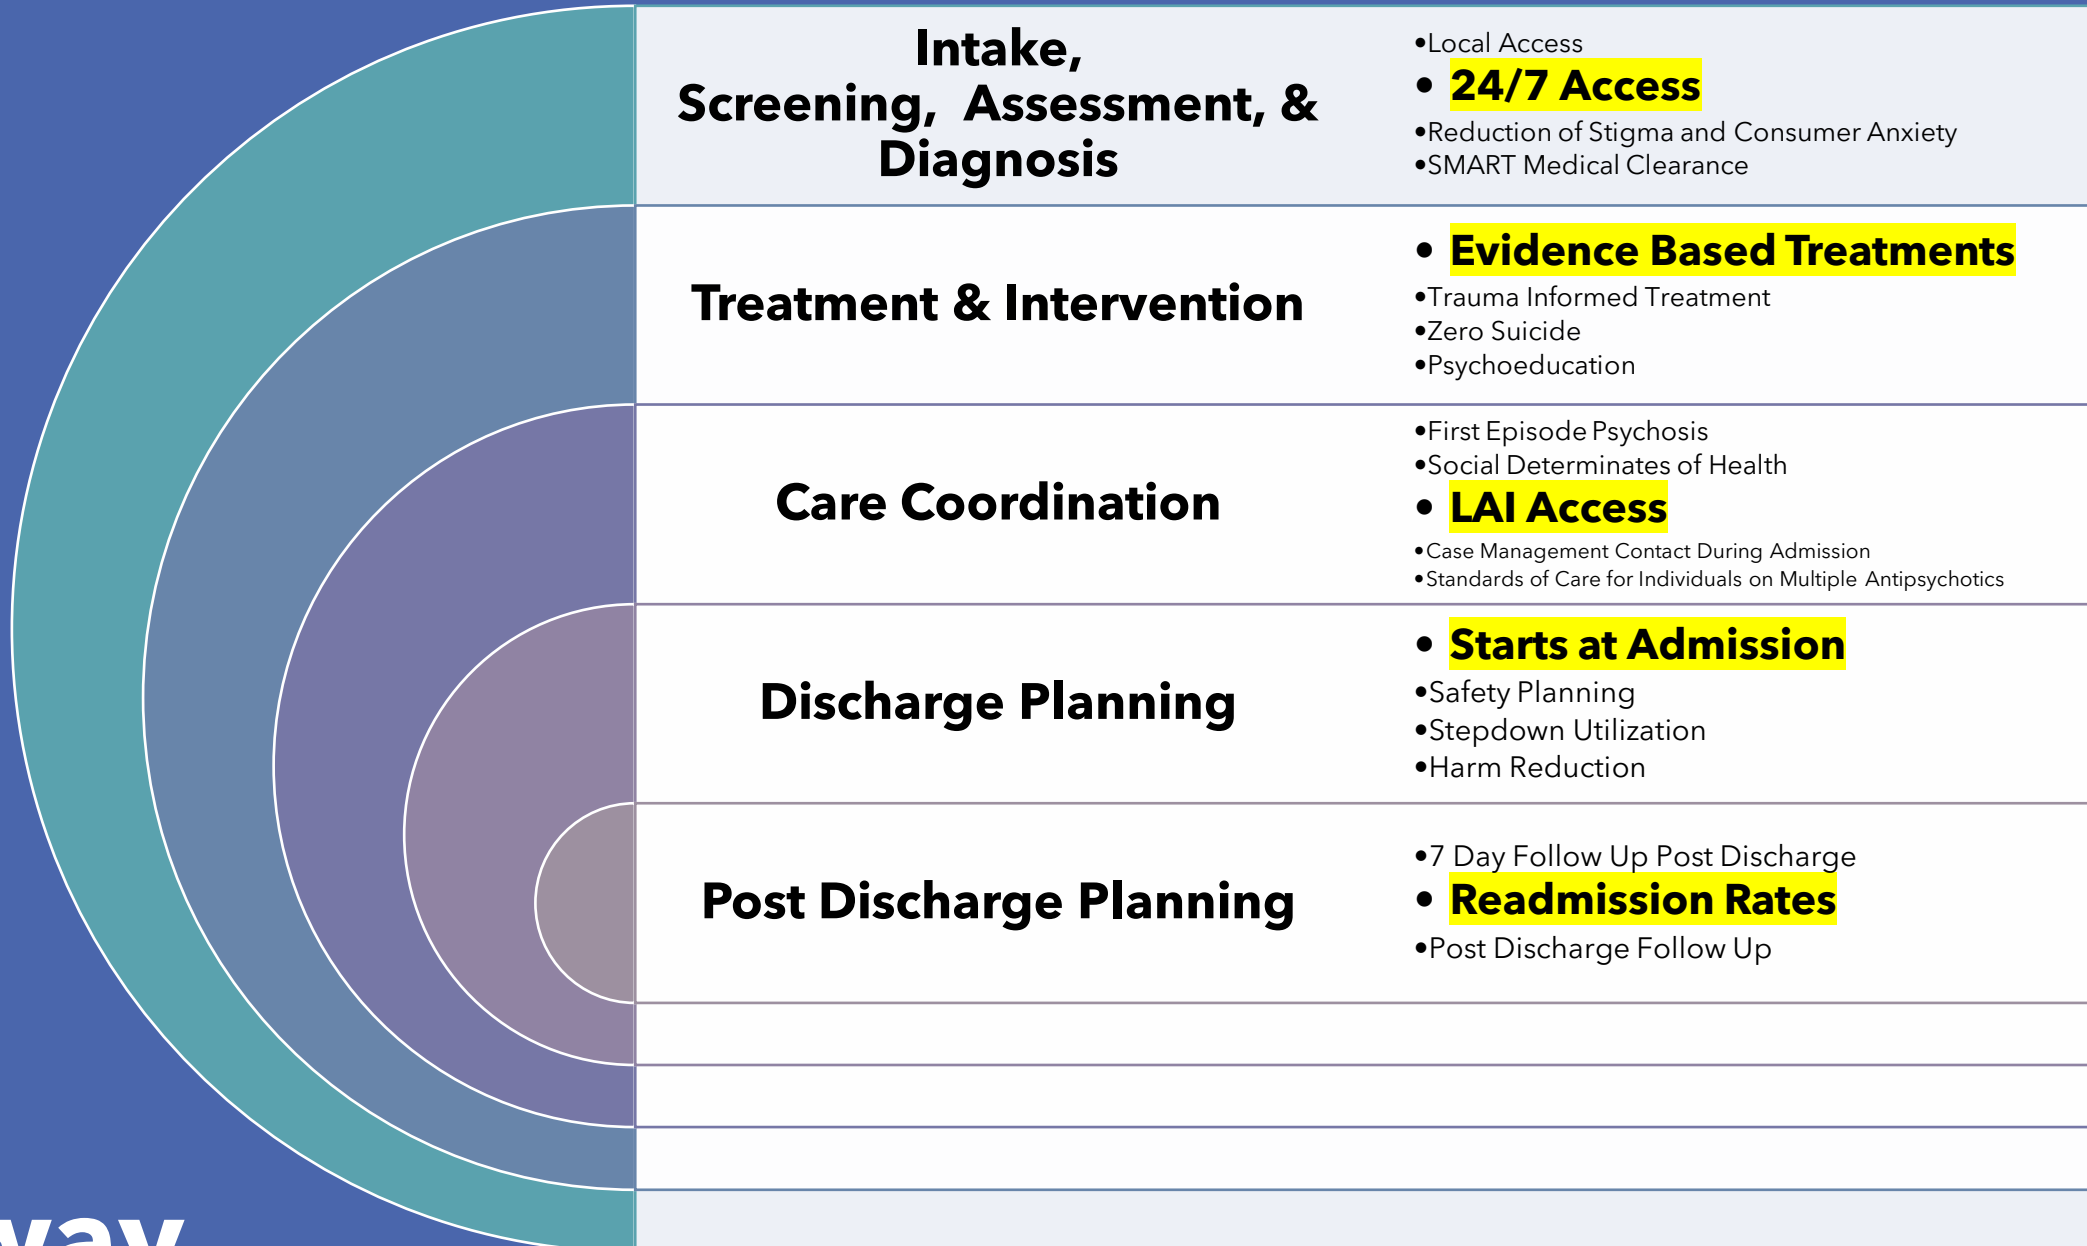 Intake,
Screening, Assessment, &
Diagnosis
•Local Access
• 24/7 Access
•Reduction of Stigma and Consumer Anxiety
•SMART Medical Clearance
Treatment & Intervention
• Evidence Based Treatments
•Trauma Informed Treatment
•Zero Suicide
•Psychoeducation
Care Coordination
•First Episode Psychosis
•Social Determinates of Health
• LAI Access
•Case Management Contact During Admission
•Standards of Care for Individuals on Multiple Antipsychotics
Discharge Planning
• Starts at Admission
•Safety Planning
•Stepdown Utilization
•Harm Reduction
Post Discharge Planning
•7 Day Follow Up Post Discharge
• Readmission Rates
•Post Discharge Follow Up